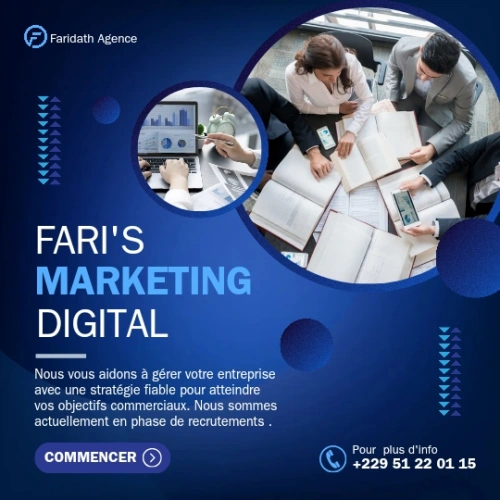 Faridath Agence
FARI'S
MARKETING
DIGITAL
Nous vous aidons à gérer votre entreprise
avec une stratégie fiable pour atteindre
vos objectifs commerciaux. Nous sommes
actuellement en phase de recrutements .
COMMENCER
Pour plus d'info
+229 51 22 01 15